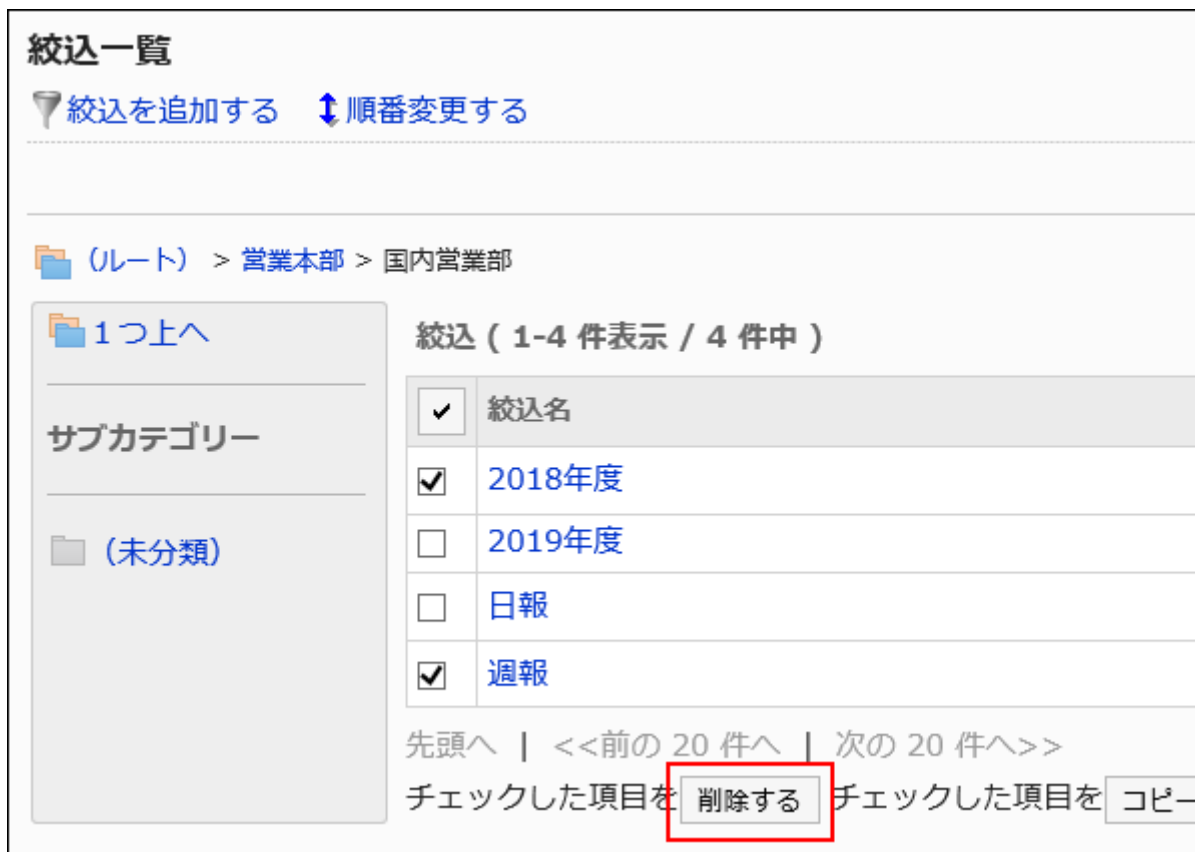 絞込一覧
絞込を追加する 順番変更する
(ルート) > 営業本部 > 国内営業部
1つ上へ
サブカテゴリー
(未分類)
絞込 ( 1-4 件表示 / 4 件中 )
絞込名
2018年度
2019年度
日報
週報
先頭へ | <<前の 20 件へ | 次の 20 件へ>>
チェックした項目を 削除する チェックした項目を コピー